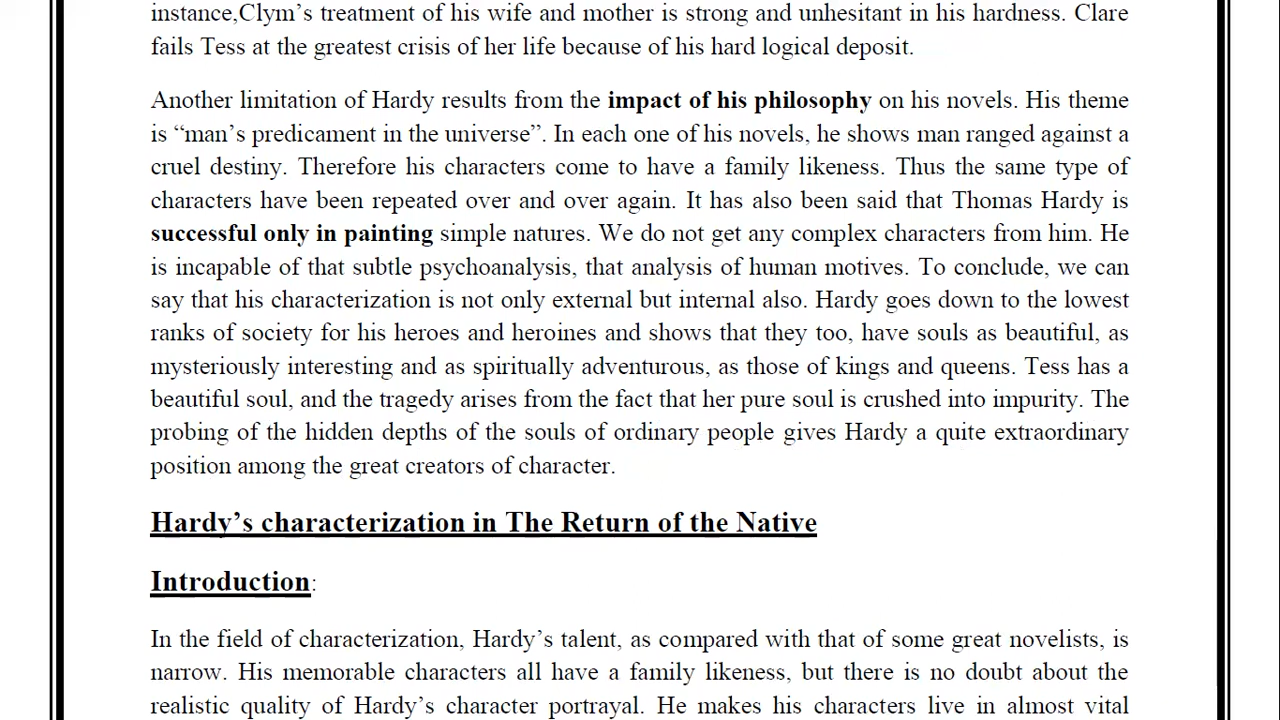 instance,Clym’s treatment of his wife and mother is strong and unhesitant in his hardness. Clare
fails Tess at the greatest crisis of her life because of his hard logical deposit.
Another limitation of Hardy results from the impact of his philosophy on his novels. His theme
is “man’s predicament in the universe”. In each one of his novels, he shows man ranged against a
cruel destiny. Therefore his characters come to have a family likeness. Thus the same type of
characters have been repeated over and over again. It has also been said that Thomas Hardy is
successful only in painting simple natures. We do not get any complex characters from him. He
is incapable of that subtle psychoanalysis, that analysis of human motives. To conclude, we can
say that his characterization is not only external but internal also. Hardy goes down to the lowest
ranks of society for his heroes and heroines and shows that they too, have souls as beautiful, as
mysteriously interesting and as spiritually adventurous, as those of kings and queens. Tess has a
beautiful soul, and the tragedy arises from the fact that her pure soul is crushed into impurity. The
probing of the hidden depths of the souls of ordinary people gives Hardy a quite extraordinary
position among the great creators of character.
Hardy’s characterization in The Return of the Native
Introduction:
In the field of characterization, Hardy’s talent, as compared with that of some great novelists, is
narrow. His memorable characters all have a family likeness, but there is no doubt about the
realistic quality of Hardy’s character portrayal. He makes his characters live in almost vital